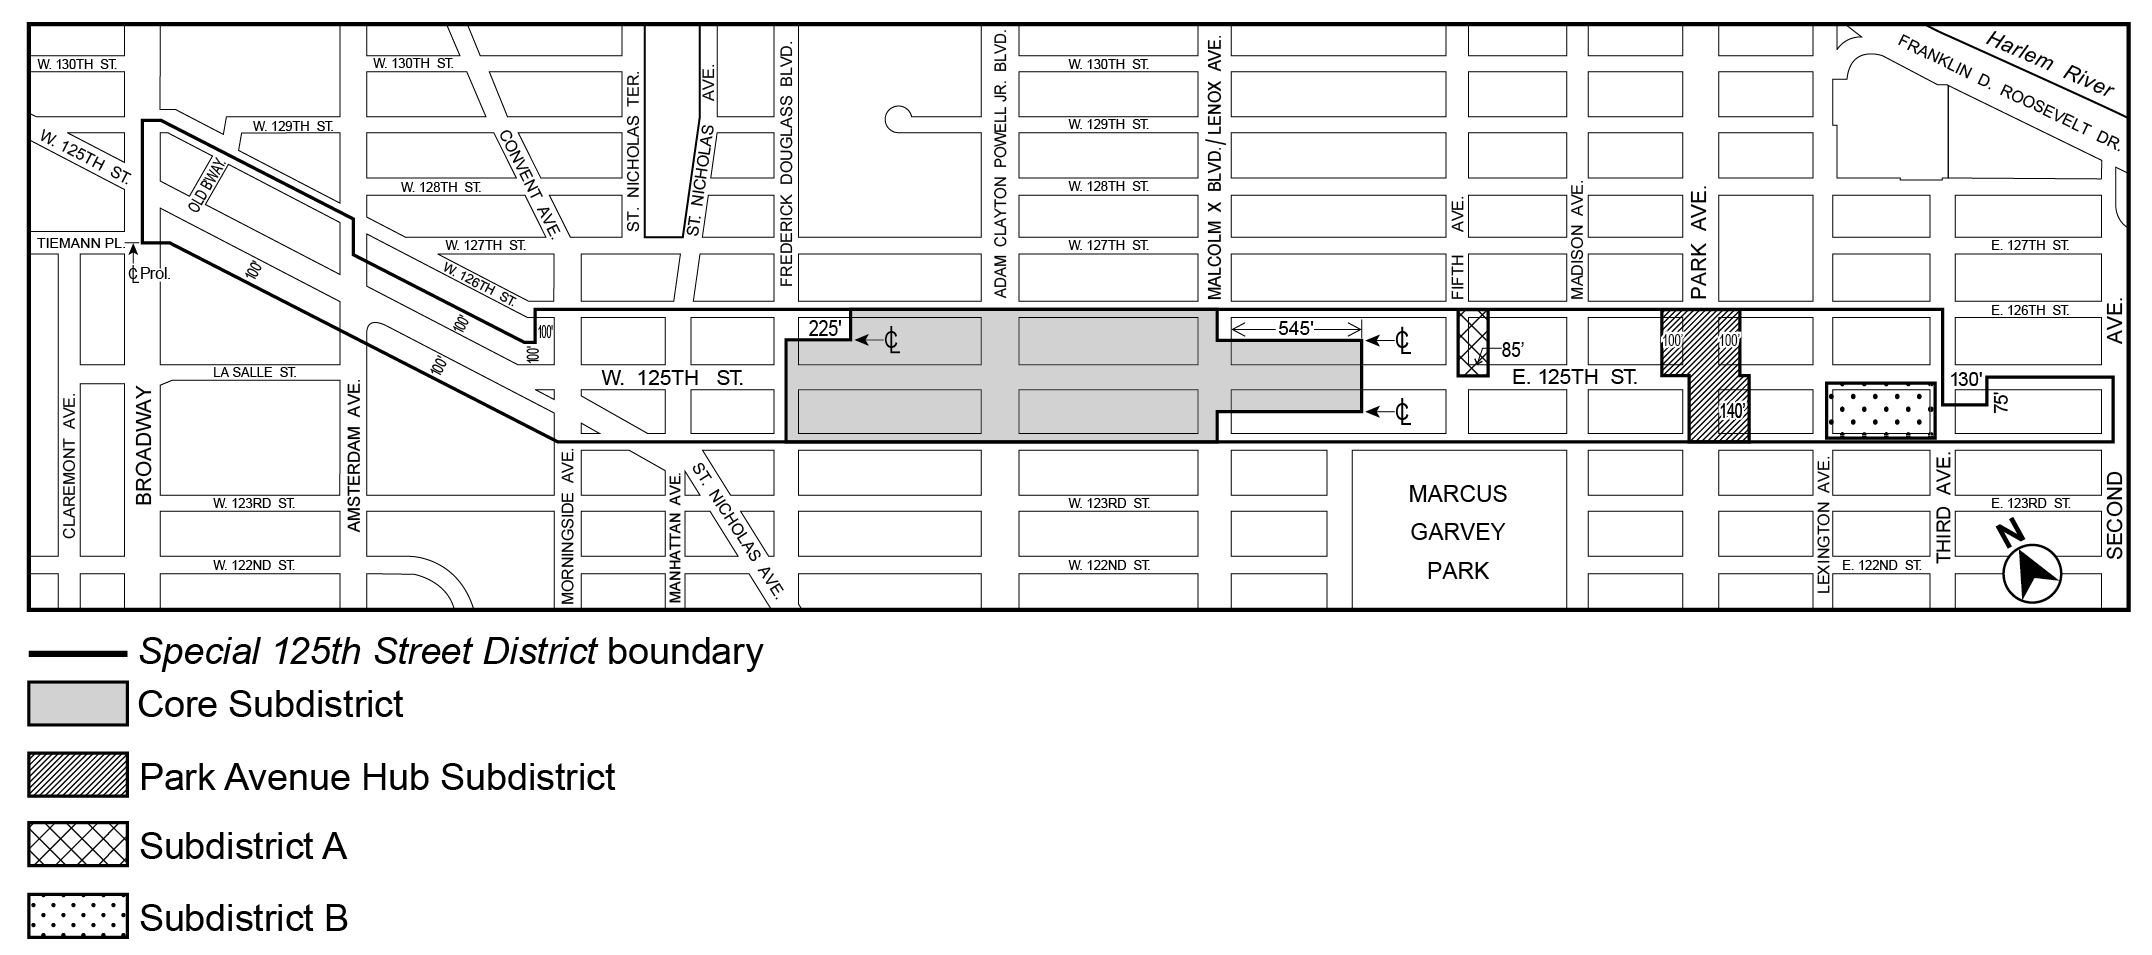 Harlem River
FRANKLIN D. ROOSEVELT DR.
W. 130TH ST.
W. 130TH ST.
W. 130TH ST.
W. 125TH ST.
W. 129TH ST.
W. 129TH ST.
OLD BWAY.
CONVENT AVE.
ST. NICHOLAS TER.
ST. NICHOLAS AVE.
FREDERICK DOUGLASS BLVD.
ADAM CLAYTON POWELL JR. BLVD.
MALCOLM X BLVD./LENOX AVE.
W. 128TH ST.
W. 128TH ST.
FIFTH AVE.
MADISON AVE.
PARK AVE.
TIEMANN PL.
W. 127TH ST.
W. 127TH ST.
E. 127TH ST.
℄ Prol.
100'
W. 126TH ST.
E. 126TH ST.
100'
100'
100'
100'
225'
℄
545'
℄
85’
100'
100'
LA SALLE ST.
W. 125TH ST.
E. 125TH ST.
130'
75'
℄
140'
CLAREMONT AVE.
BROADWAY
AMSTERDAM AVE.
MORNINGSIDE AVE.
MANHATTAN AVE.
ST. NICHOLAS AVE.
W. 123RD ST.
W. 123RD ST.
E. 123RD ST.
MARCUS
GARVEY
PARK
LEXINGTON AVE.
THIRD AVE.
SECOND AVE.
N
W. 122ND ST.
W. 122ND ST.
E. 122ND ST.
Special 125th Street District boundary
Core Subdistrict
Park Avenue Hub Subdistrict
Subdistrict A
Subdistrict B